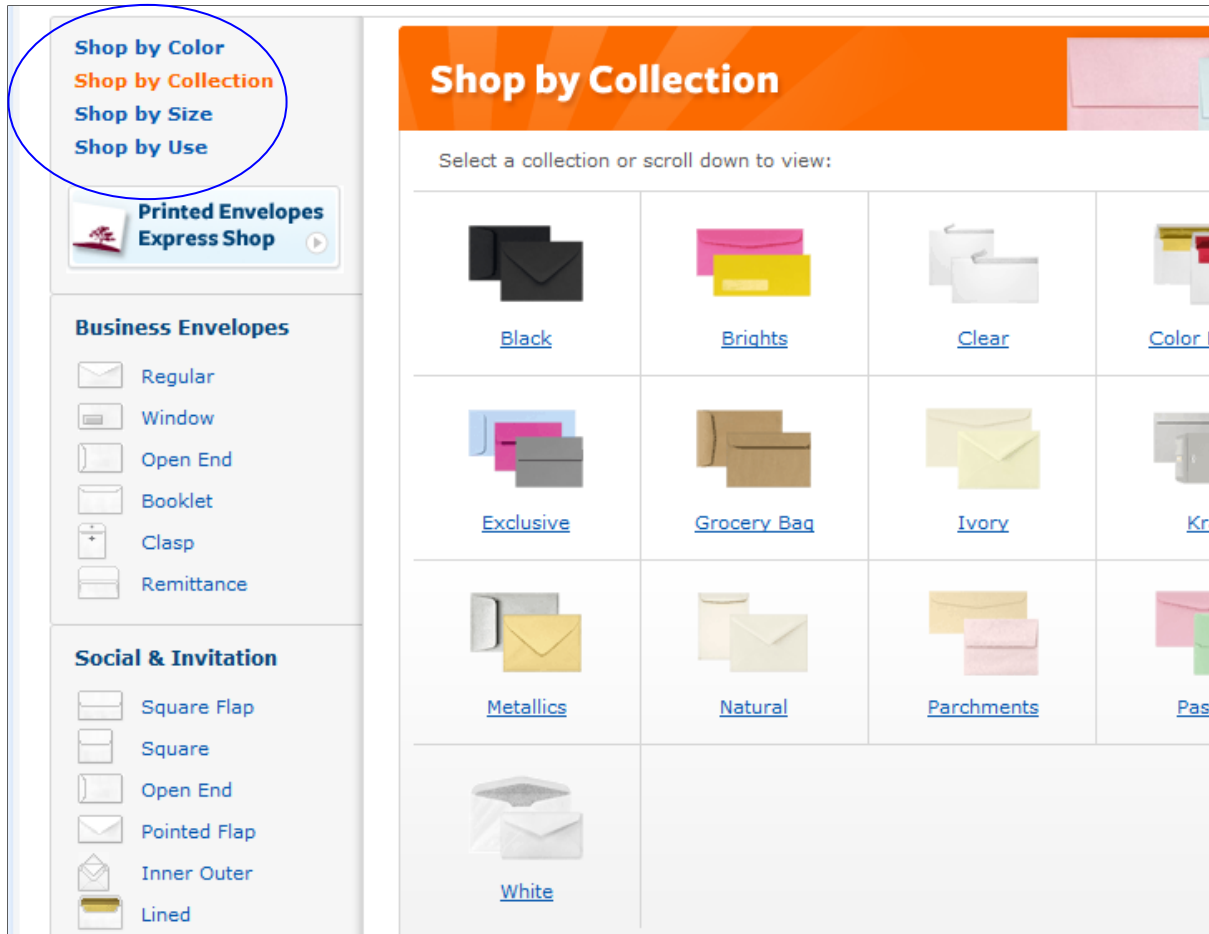 Shop by Color
Shop by Collection
Shop by Size
Shop by Use
Printed Envelopes
Express Shop
Business Envelopes
Regular
Window
Open End
Booklet
Clasp
Remittance
Social & Invitation
Square Flap
Square
Open End
Pointed Flap
Inner Outer
Lined
Shop by Collection
Select a collection or scroll down to view:
Black
Brights
Clear
Color
Exclusive
Grocery Bag
Ivory
Metallics
Natural
Parchments
White